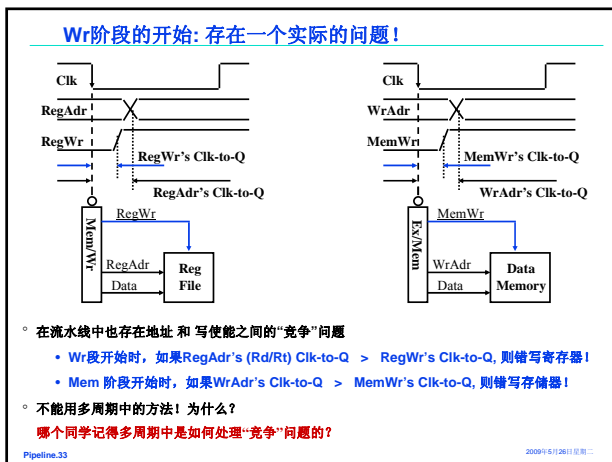 Wr阶段的开始: 存在一个实际的问题！
Clk
RegAdr
RegWr
RegWr's Clk-to-Q
RegAdr's Clk-to-Q
Mem/Wr
RegWr
RegAdr
Data
Reg
File
Clk
WrAdr
MemWr
MemWr's Clk-to-Q
WrAdr's Clk-to-Q
Ex/Mem
MemWr
WrAdr
Data
Data
Memory
° 在流水线中也存在地址 和 写使能之间的“竞争”问题
• Wr段开始时，如果RegAdr's (Rd/Rt) Clk-to-Q > RegWr's Clk-to-Q, 则错写寄存器！
• Mem 阶段开始时，如果WrAdr's Clk-to-Q > MemWr's Clk-to-Q, 则错写存储器！
° 不能用多周期中的方法！为什么？
哪个同学记得多周期中是如何处理“竞争”问题的？
Pipeline.33
2009年5月26日星期二